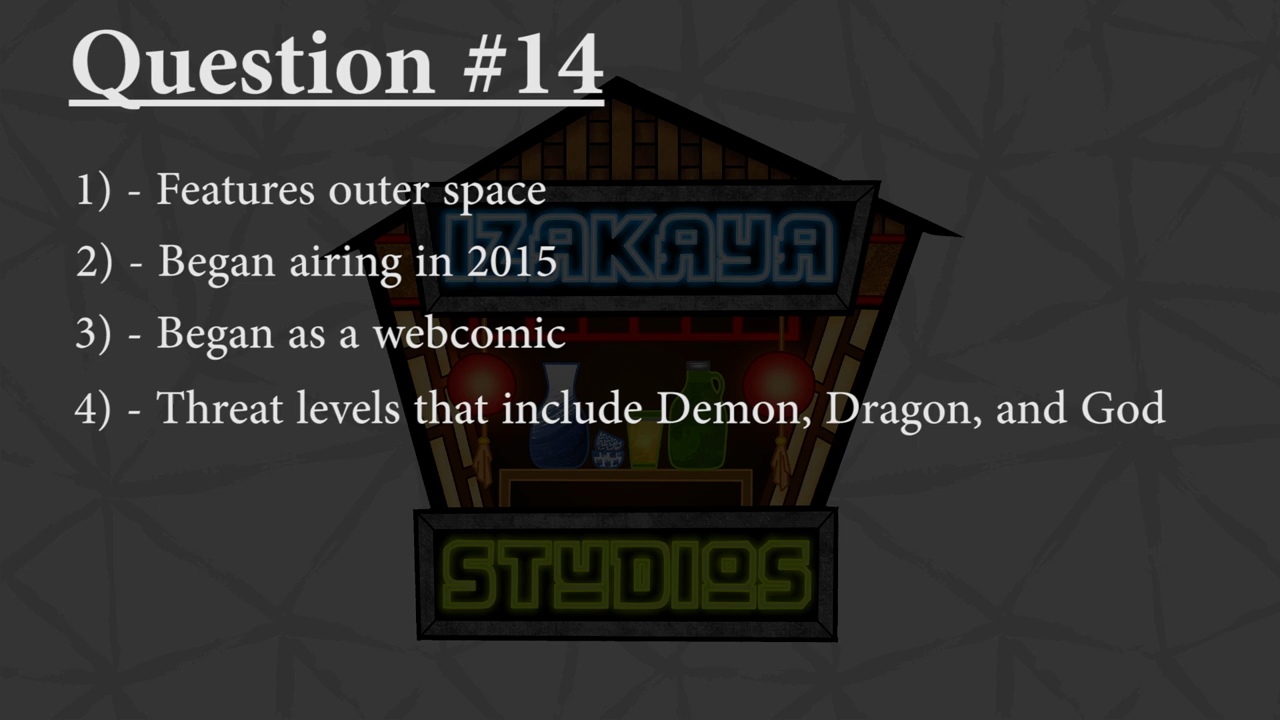 Question #14
1) - Features outer space
2) - Began airing in 2015
3) - Began as a webcomic
4) - Threat levels that include Demon, Dragon, and God
IZAKAYA
STUDIOS